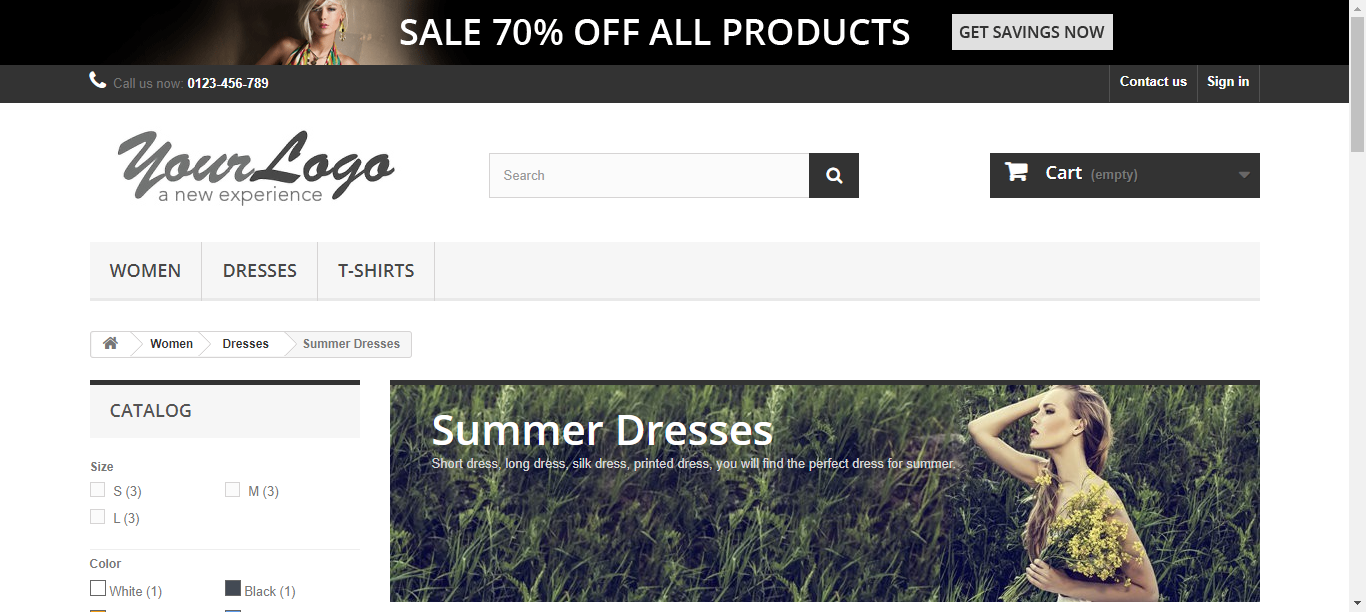 SALE 70% OFF ALL PRODUCTS
GET SAVINGS NOW
Call us now: 0123-456-789
Contact us
Sign in
YourLogo
a new experience
Search
Cart (empty)
WOMEN
DRESSES
T-SHIRTS
Women
Dresses
Summer Dresses
CATALOG
Size
S (3)
M (3)
L (3)
Color
White (1)
Black (1)
Summer Dresses
Short dress, long dress, silk dress, printed dress, you will find the perfect dress for summer.